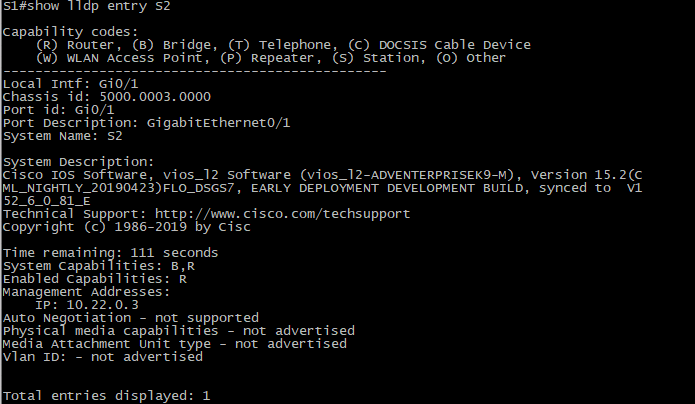 S1#show lldp entry S2
Capability codes:
    (R) Router, (B) Bridge, (T) Telephone, (C) DOCSIS Cable Device
    (W) WLAN Access Point, (P) Repeater, (S) Station, (O) Other
------------------------------------------------
Local Intf: Gi0/1
Chassis id: 5000.0003.0000
Port id: Gi0/1
Port Description: GigabitEthernet0/1
System Name: S2
System Description:
Cisco IOS Software, vios_l2 Software (vios_l2-ADVENTERPRISEK9-M), Version 15.2(C
ML_NIGHTLY_20190423)FLO_DSGS7, EARLY DEPLOYMENT DEVELOPMENT BUILD, synced to  V1
52_6_0_81_E
Technical Support: http://www.cisco.com/techsupport
Copyright (c) 1986-2019 by Cisc
Time remaining: 111 seconds
System Capabilities: B,R
Enabled Capabilities: R
Management Addresses:
    IP: 10.22.0.3
Auto Negotiation - not supported
Physical media capabilities - not advertised
Media Attachment Unit type - not advertised
Vlan ID: - not advertised
Total entries displayed: 1